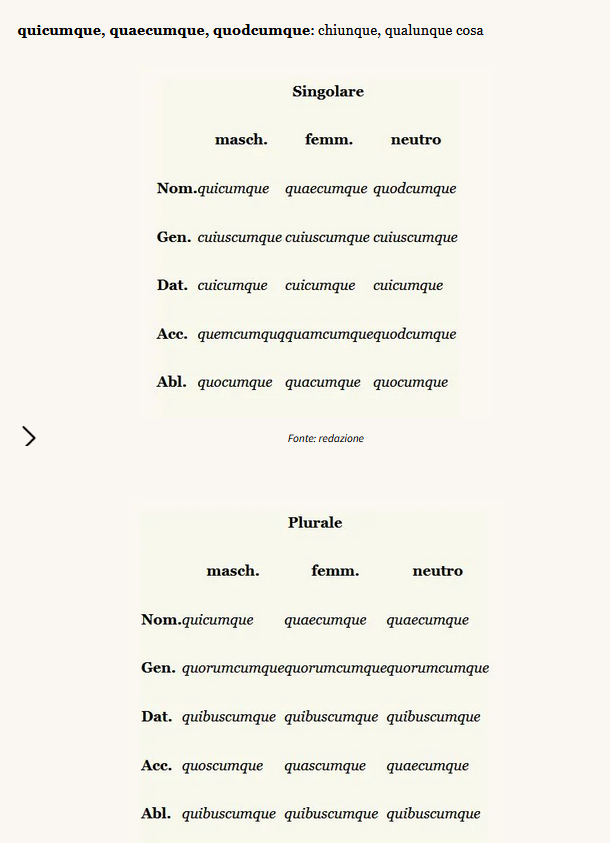 quicumque, quaecumque, quodcumque: chiunque, qualunque cosa
Singolare
masch. femm. neutro
Nom. quicumque quaecumque quodcumque
Gen. cuiuscumque cuiuscumque cuiuscumque
Dat. cuicumque cuicumque cuicumque
Acc. quemcumquq quamcumque quodcumque
Abl. quocumque quacumque quocumque
Fonte: redazione
Plurale
masch. femm. neutro
Nom. quicumque quaecumque quaecumque
Gen. quorumcumque quorumcumque quorumcumque
Dat. quibuscumque quibuscumque quibuscumque
Acc. quoscumque quascumque quaecumque
Abl. quibuscumque quibuscumque quibuscumque